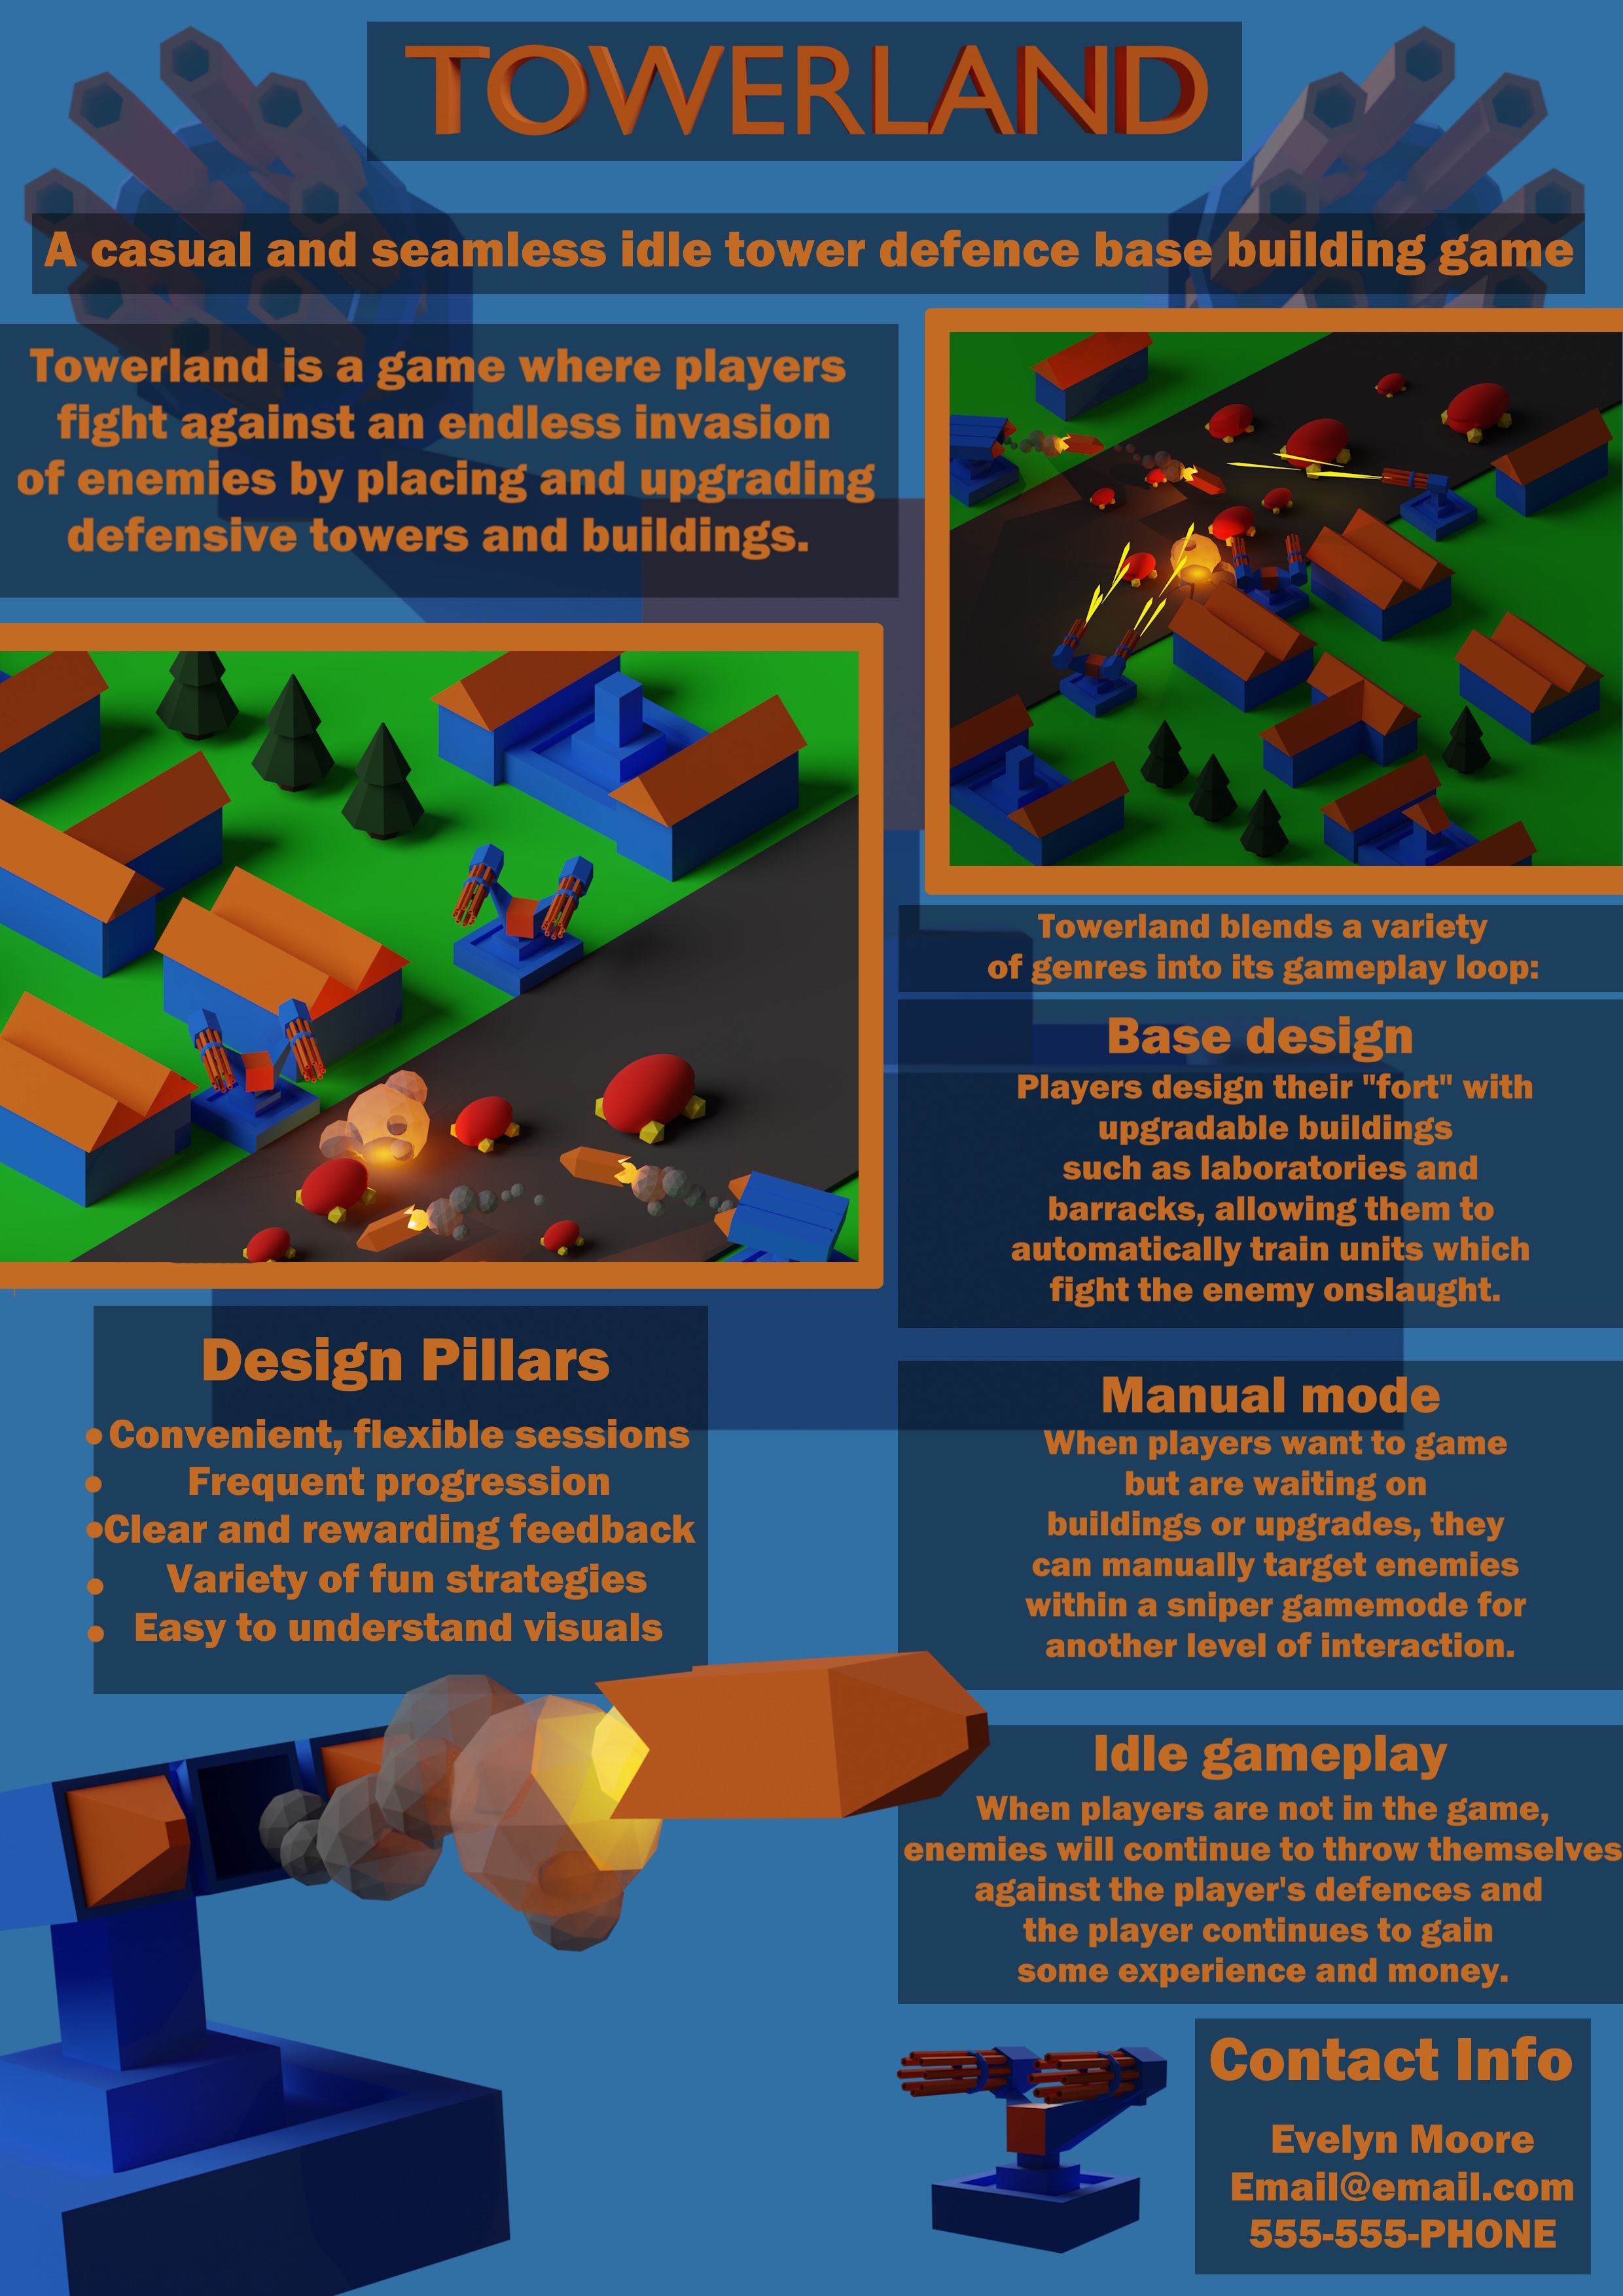 TOWERLAND
A casual and seamless idle tower defence base building game
Towerland is a game where players
fight against an endless invasion
of enemies by placing and upgrading
defensive towers and buildings.
Towerland blends a variety
of genres into its gameplay loop:
Base design
Players design their "fort" with
upgradable buildings
such as laboratories and
barracks, allowing them to
automatically train units which
fight the enemy onslaught.
Design Pillars
• Convenient, flexible sessions
• Frequent progression
• Clear and rewarding feedback
• Variety of fun strategies
• Easy to understand visuals
Manual mode
When players want to game
but are waiting on
buildings or upgrades, they
can manually target enemies
within a sniper gamemode for
another level of interaction.
Idle gameplay
When players are not in the game,
enemies will continue to throw themselves
against the player's defences and
the player continues to gain
some experience and money.
Contact Info
Evelyn Moore
Email@email.com
555-555-PHONE